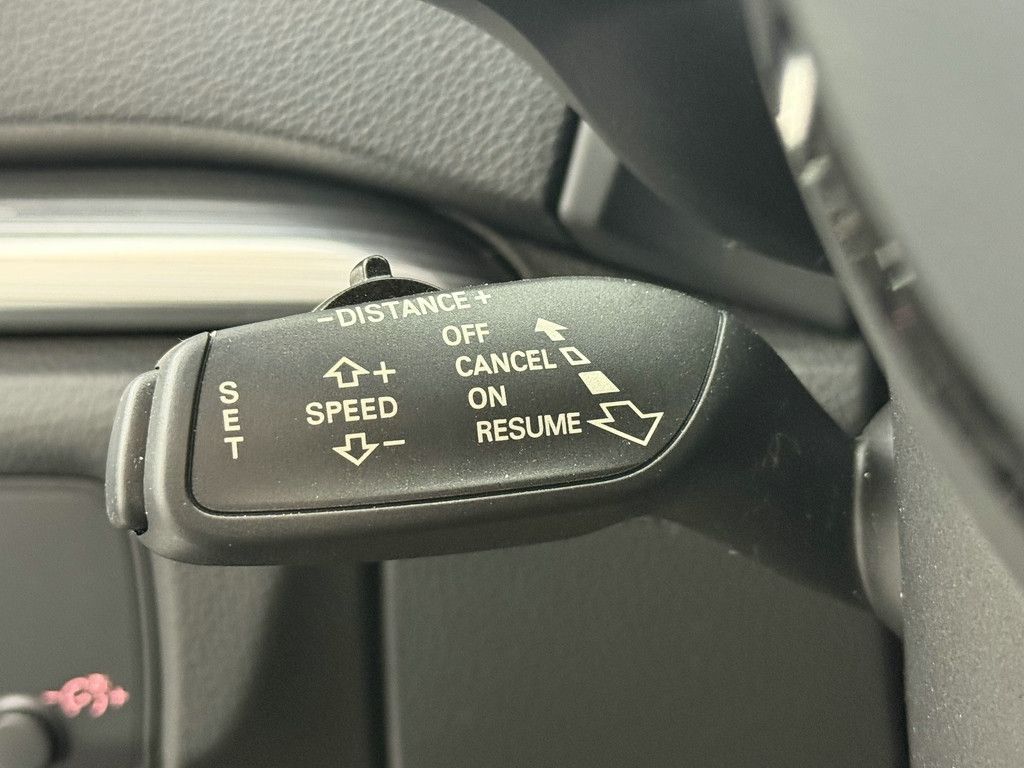 -DISTANCE+
OFF
CANCEL
ON
RESUME
+
SPEED
-
SET